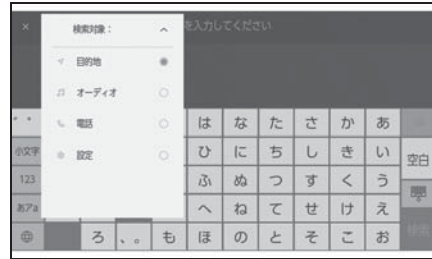 × 検索対象： を入力してください
目的地
オーディオ
゛゜ 電話 は な た さ か あ
小文字 設定 ひ に ち し き い 空白
123 ふ ぬ つ す く う
あア7a へ ね て せ け え
ろ 、。 も ほ の と そ こ お 検索